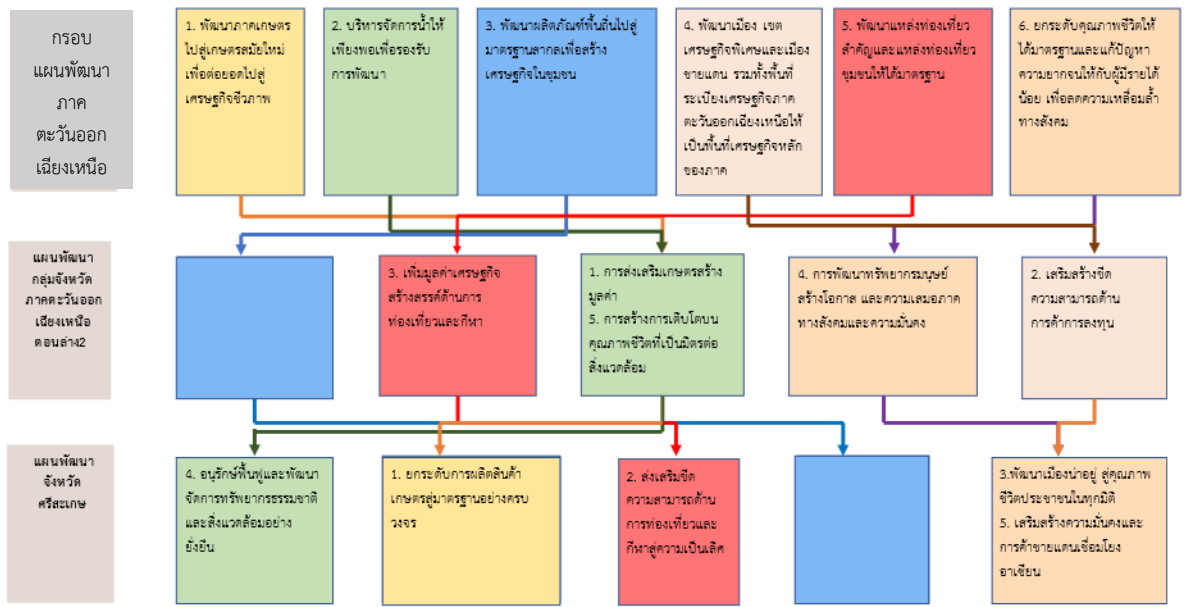 กรอบ
แผนพัฒนา
ภาค
ตะวันออก
เฉียงเหนือ
1. พัฒนาภาคเกษตร
ไปสู่เกษตรสมัยใหม่
เพื่อต่อยอดไปสู่
เศรษฐกิจชีวภาพ
2. บริหารจัดการน้ำให้
เพียงพอเพื่อรองรับ
การพัฒนา
3. พัฒนาผลิตภัณฑ์พื้นถิ่นไปสู่
มาตรฐานสากลเพื่อสร้าง
เศรษฐกิจในชุมชน
4. พัฒนาเมือง เขต
เศรษฐกิจพิเศษและเมือง
ชายแดน รวมทั้งพื้นที่
ระเบียงเศรษฐกิจภาค
ตะวันออกเฉียงเหนือให้
เป็นพื้นที่เศรษฐกิจหลัก
ของภาค
5. พัฒนาแหล่งท่องเที่ยว
สำคัญและแหล่งท่องเที่ยว
ชุมชนให้ได้มาตรฐาน
6. ยกระดับคุณภาพชีวิตให้
ได้มาตรฐานและแก้ปัญหา
ความยากจนให้กับผู้มีรายได้
น้อย เพื่อลดความเหลื่อมล้ำ
ทางสังคม
แผนพัฒนา
กลุ่มจังหวัด
ภาคตะวันออก
เฉียงเหนือ
ตอนล่าง2
3. เพิ่มมูลค่าเศรษฐกิจ
สร้างสรรค์ด้านการ
ท่องเที่ยวและกีฬา
1. การส่งเสริมเกษตรสร้าง
มูลค่า
5. การสร้างการเติบโตบน
คุณภาพชีวิตที่เป็นมิตรต่อ
สิ่งแวดล้อม
4. การพัฒนาทรัพยากรมนุษย์
สร้างโอกาส และความเสมอภาค
ทางสังคมและความมั่นคง
2. เสริมสร้างขีด
ความสามารถด้าน
การค้าการลงทุน
แผนพัฒนา
จังหวัด
ศรีสะเกษ
4. อนุรักษ์ฟื้นฟูและพัฒนา
จัดการทรัพยากรธรรมชาติ
และสิ่งแวดล้อมอย่าง
ยั่งยืน
1. ยกระดับการผลิตสินค้า
เกษตรสู่มาตรฐานอย่างครบ
วงจร
2. ส่งเสริมขีด
ความสามารถด้าน
การท่องเที่ยวและ
กีฬาสู่ความเป็นเลิศ
3.พัฒนาเมืองน่าอยู่ สู่คุณภาพ
ชีวิตประชาชนในทุกมิติ
5. เสริมสร้างความมั่นคงและ
การค้าชายแดนเชื่อมโยง
อาเซียน